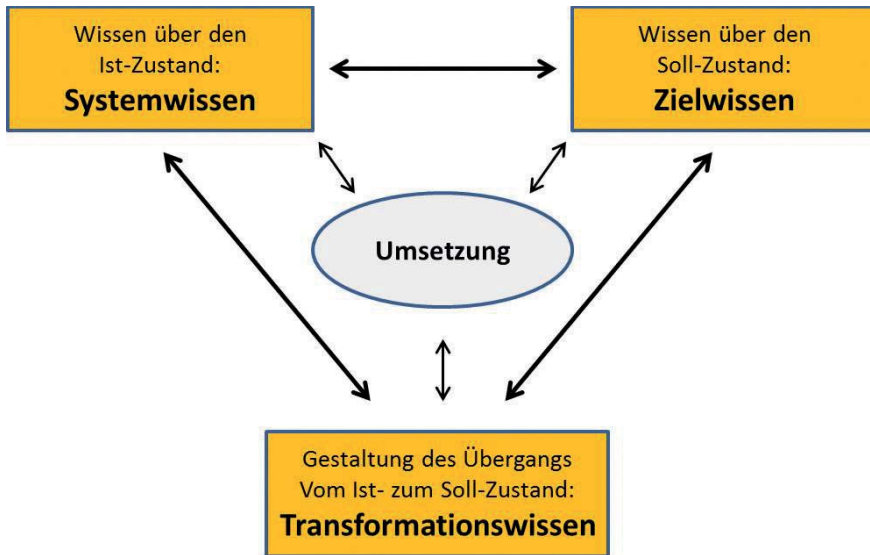 Wissen über den
Ist-Zustand:
Systemwissen
Wissen über den
Soll-Zustand:
Zielwissen
Umsetzung
Gestaltung des Übergangs
Vom Ist- zum Soll-Zustand:
Transformationswissen